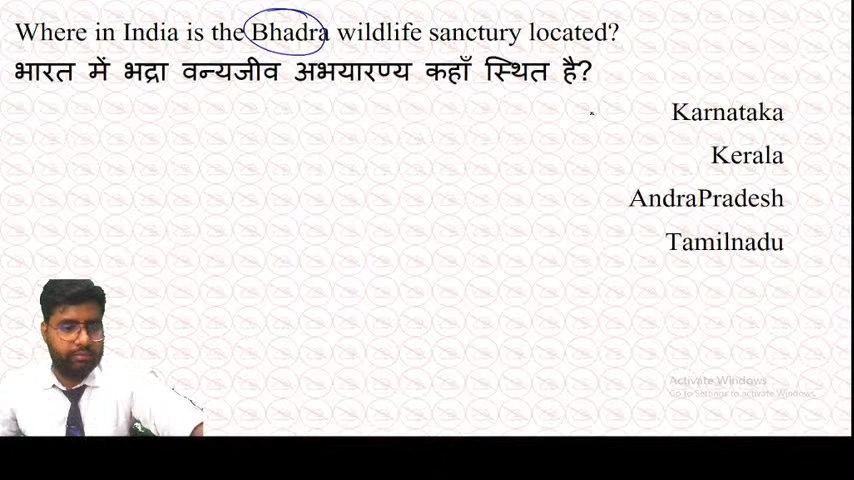 Where in India is the Bhadra wildlife sanctury located?
भारत में भद्रा वन्यजीव अभयारण्य कहाँ स्थित है?
Karnataka
Kerala
AndraPradesh
Tamilnadu
Activate Windows
Go to Settings to activate Windows.